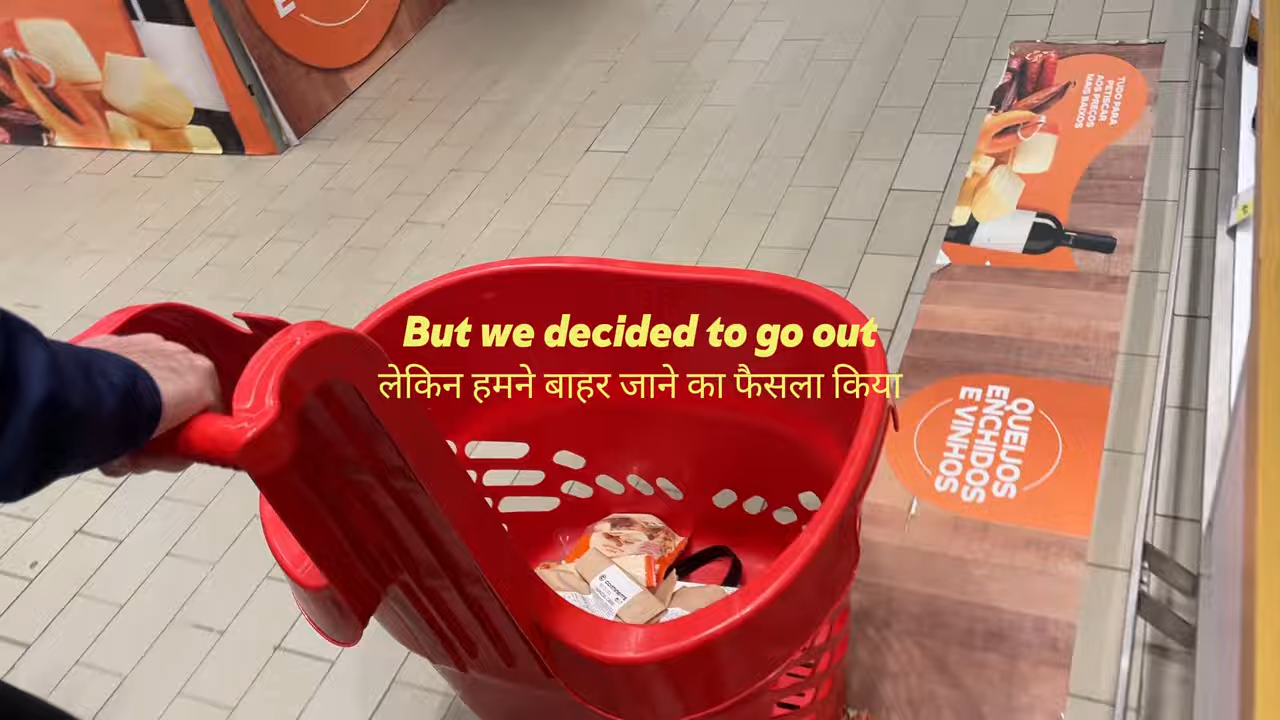 TUDO PARA
PETISCAR
AOS PREÇOS
MAIS BAIXOS
But we decided to go out
लेकिन हमने बाहर जाने का फैसला किया
QUEIJOS
ENCHIDOS
E VINHOS